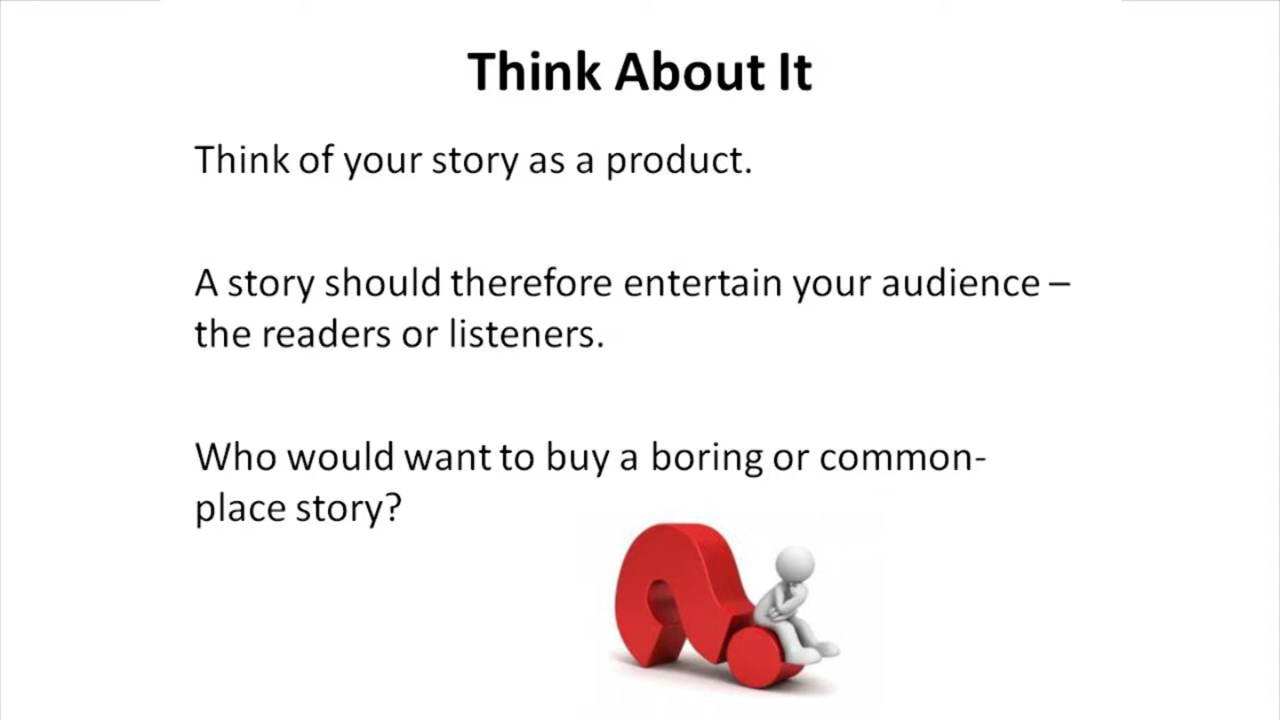 Think About It
Think of your story as a product.
A story should therefore entertain your audience –
the readers or listeners.
Who would want to buy a boring or common-
place story?